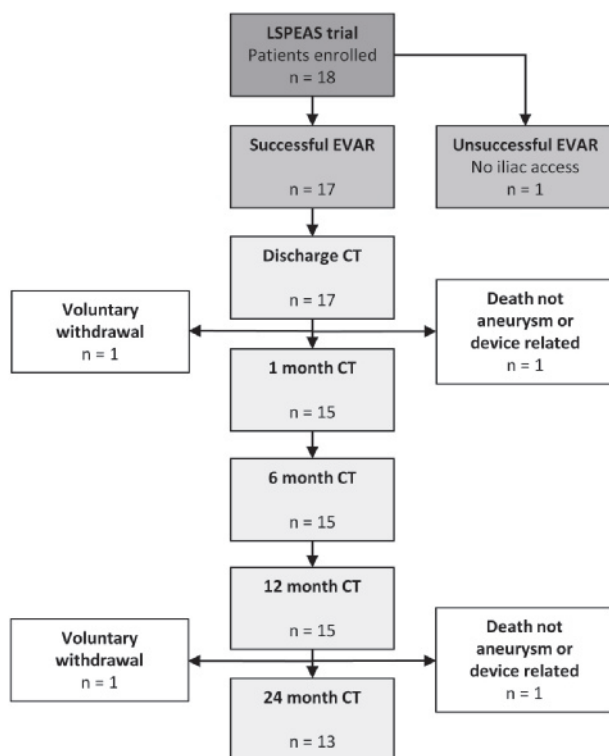 LSPEAS trial
Patients enrolled
n = 18
Successful EVAR
n = 17
Unsuccessful EVAR
No iliac access
n = 1
Discharge CT
n = 17
Voluntary
withdrawal
n = 1
Death not
aneurysm or
device related
n = 1
1 month CT
n = 15
6 month CT
n = 15
12 month CT
n = 15
Voluntary
withdrawal
n = 1
Death not
aneurysm or
device related
n = 1
24 month CT
n = 13